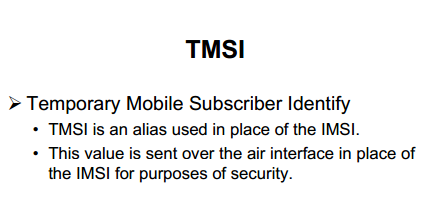 TMSI
➢ Temporary Mobile Subscriber Identify
• TMSI is an alias used in place of the IMSI.
• This value is sent over the air interface in place of
the IMSI for purposes of security.